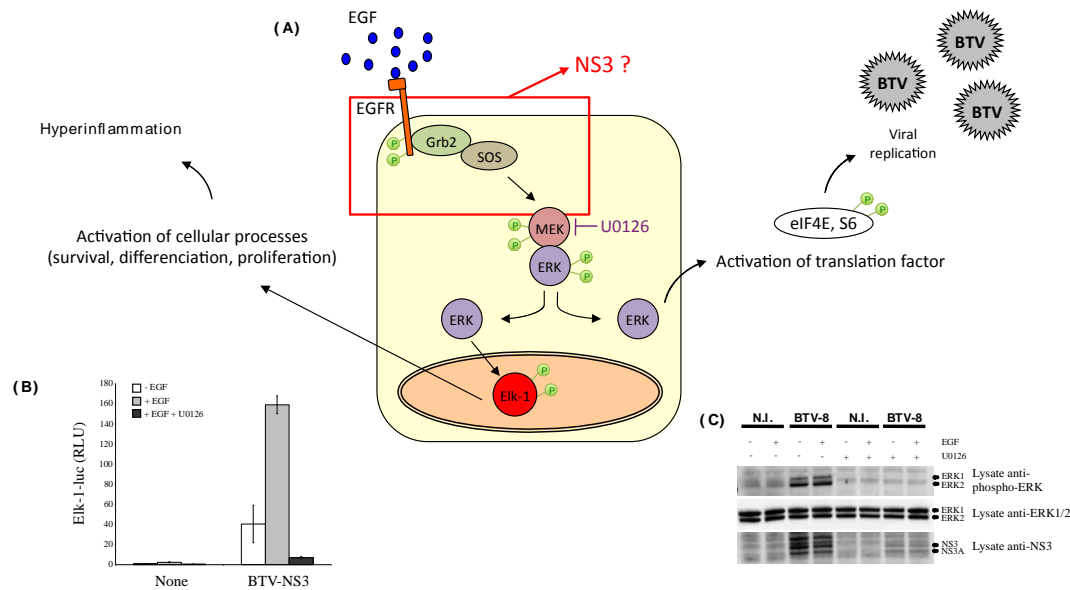 (A)
EGF
NS3 ?
EGFR
P
P
Grb2
SOS
Hyperinflammation
Activation of cellular processes
(survival, differenciation, proliferation)
MEK
U0126
P
P
ERK
P
P
ERK
ERK
Elk-1
P
P
BTV
BTV
BTV
Viral
replication
P
P
eIF4E, S6
Activation of translation factor
(B)
Elk-1-luc (RLU)
180
160
140
120
100
80
60
40
20
0
- EGF
+ EGF
+ EGF + U0126
None
BTV-NS3
(C)
N.I. BTV-8 N.I. BTV-8
- + - + - + - + EGF
- - - - + + + + U0126
ERK1
ERK2
Lysate anti-
phospho-ERK
ERK1
ERK2
Lysate anti-ERK1/2
NS3
NS3A
Lysate anti-NS3